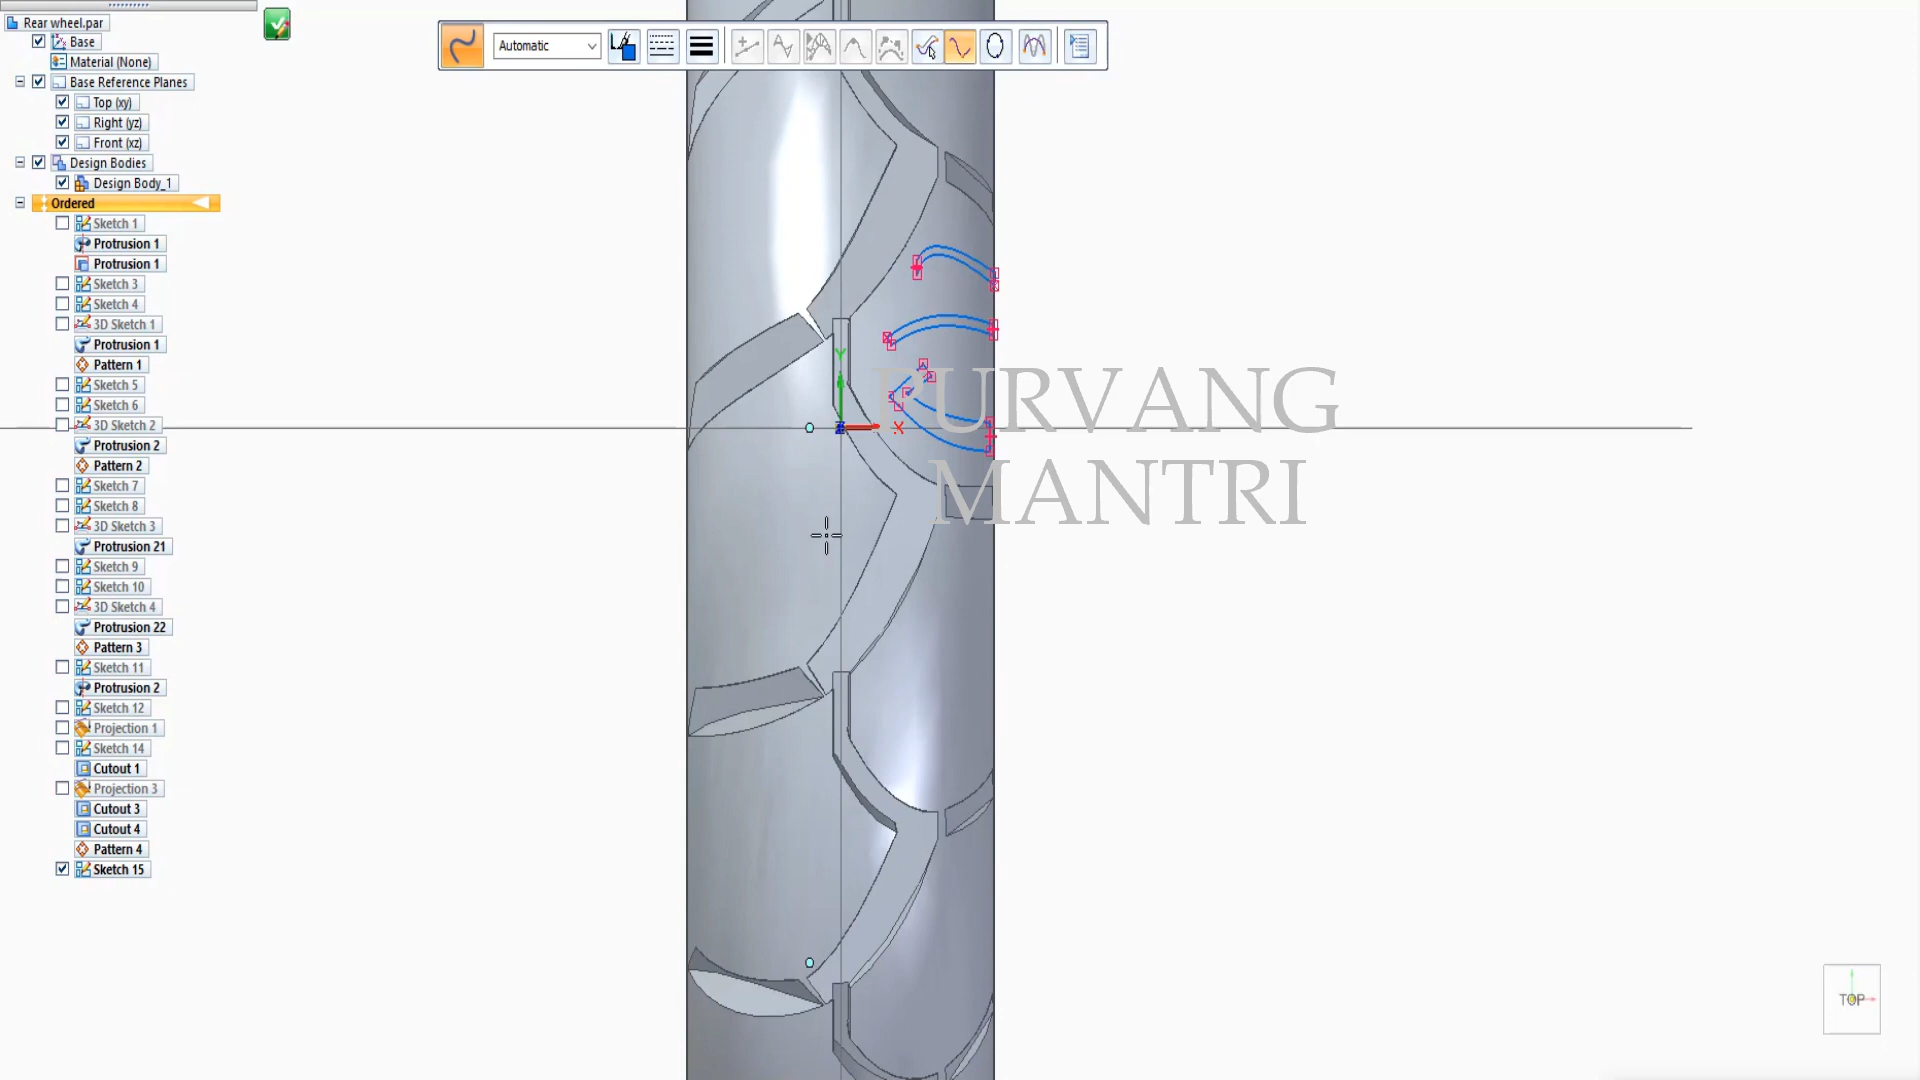 Rear wheel.par
Automatic
Base
Material (None)
Base Reference Planes
Top (xy)
Right (yz)
Front (xz)
Design Bodies
Design Body_1
Ordered
Sketch 1
Protrusion 1
Protrusion 1
Sketch 3
Sketch 4
3D Sketch 1
Protrusion 1
Pattern 1
Sketch 5
Sketch 6
3D Sketch 2
Protrusion 2
Pattern 2
Sketch 7
Sketch 8
3D Sketch 3
Protrusion 21
Sketch 9
Sketch 10
3D Sketch 4
Protrusion 22
Pattern 3
Sketch 11
Protrusion 2
Sketch 12
Projection 1
Sketch 14
Cutout 1
Projection 3
Cutout 3
Cutout 4
Pattern 4
Sketch 15
Y
X
PURVANG
MANTRI
TOP